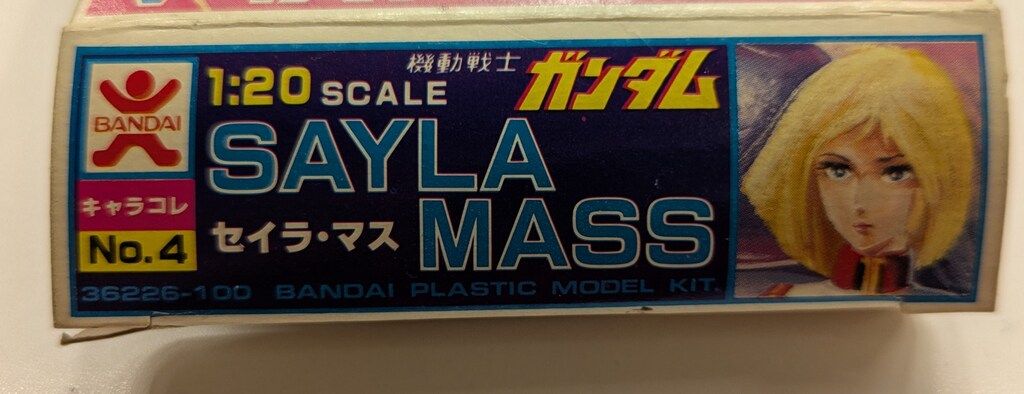 BANDAI
キャラコレ
No.4
1:20 SCALE
機動戦士 ガンダム
SAYLA
セイラ・マス
MASS
36226-100 BANDAI PLASTIC MODEL KIT